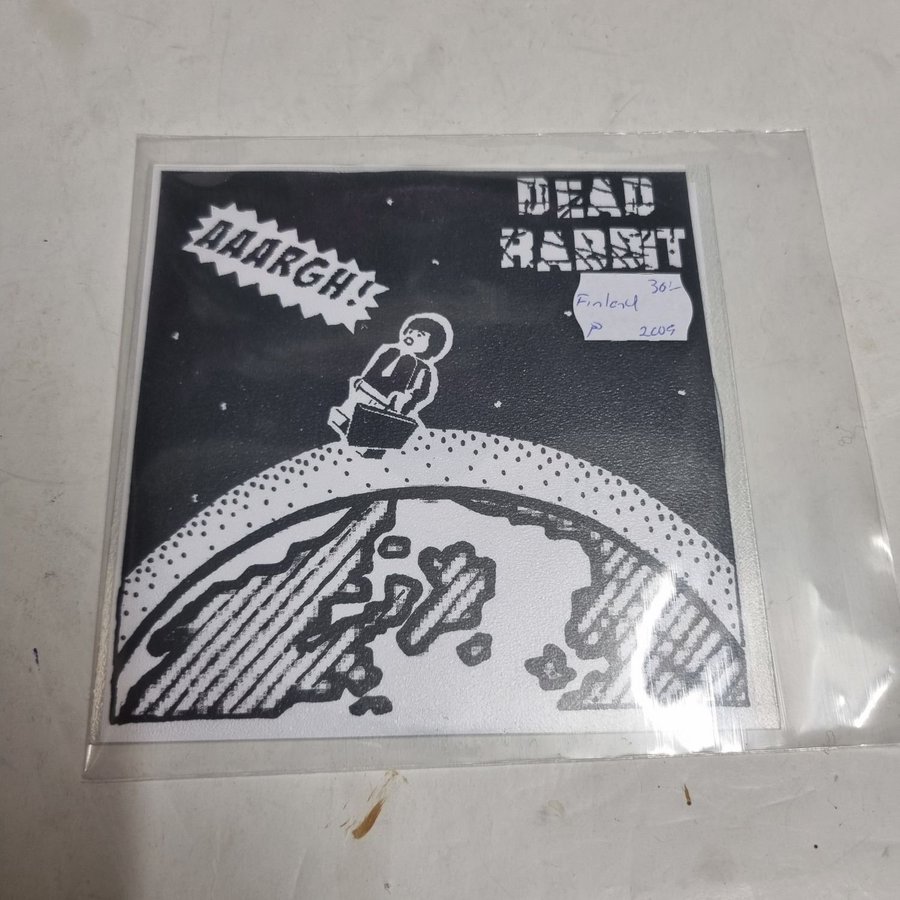 AAARGH!
DEAD
RABBIT
30:-
Finland
P 2009